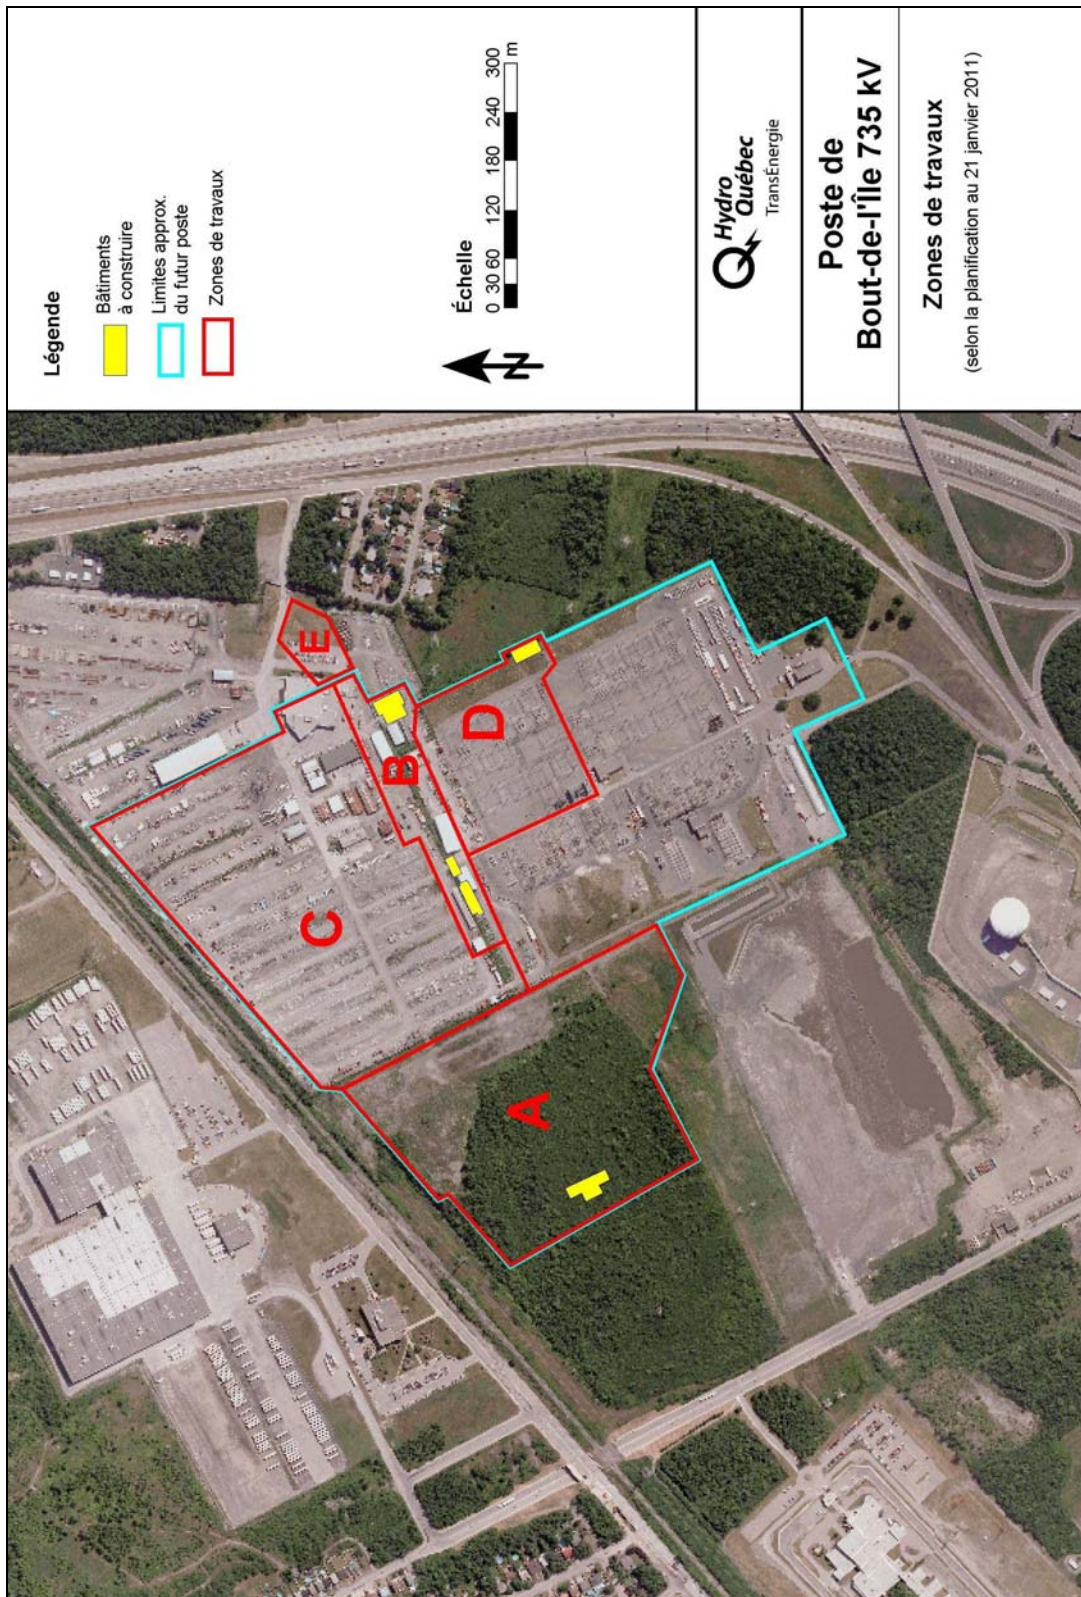 Légende
Bâtiments
à construire
Limites approx.
du futur poste
Zones de travaux
Échelle
0 30 60 120 180 240 300
m
N
Hydro
Québec
TransÉnergie
Poste de
Bout-de-l'Île 735 kV
Zones de travaux
(selon la planification au 21 janvier 2011)
A
B
C
D
E